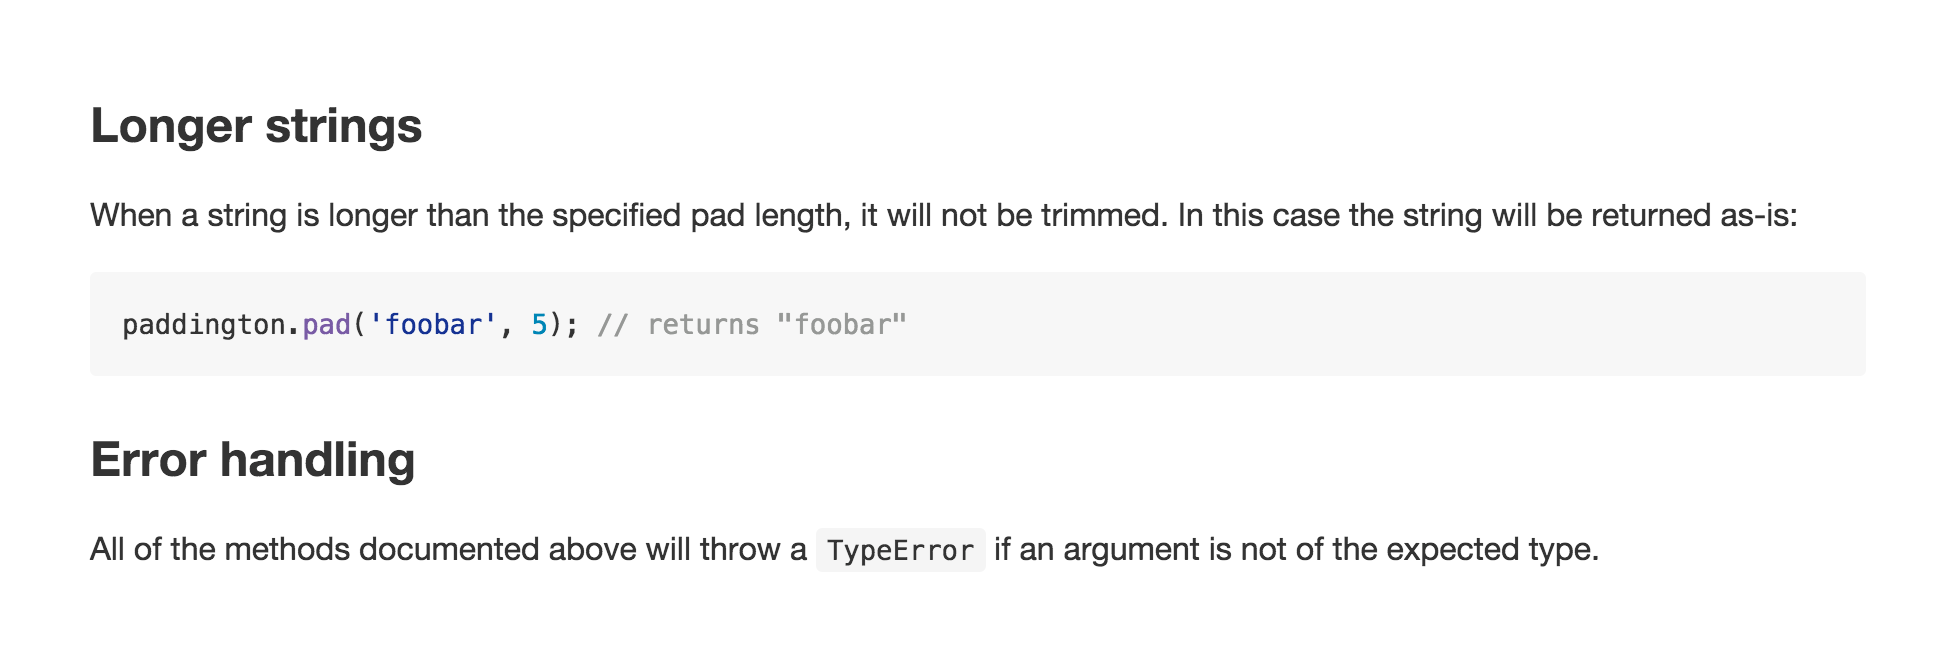 Longer strings
When a string is longer than the specified pad length, it will not be trimmed. In this case the string will be returned as-is:
paddington.pad('foobar', 5); // returns "foobar"
Error handling
All of the methods documented above will throw a TypeError if an argument is not of the expected type.